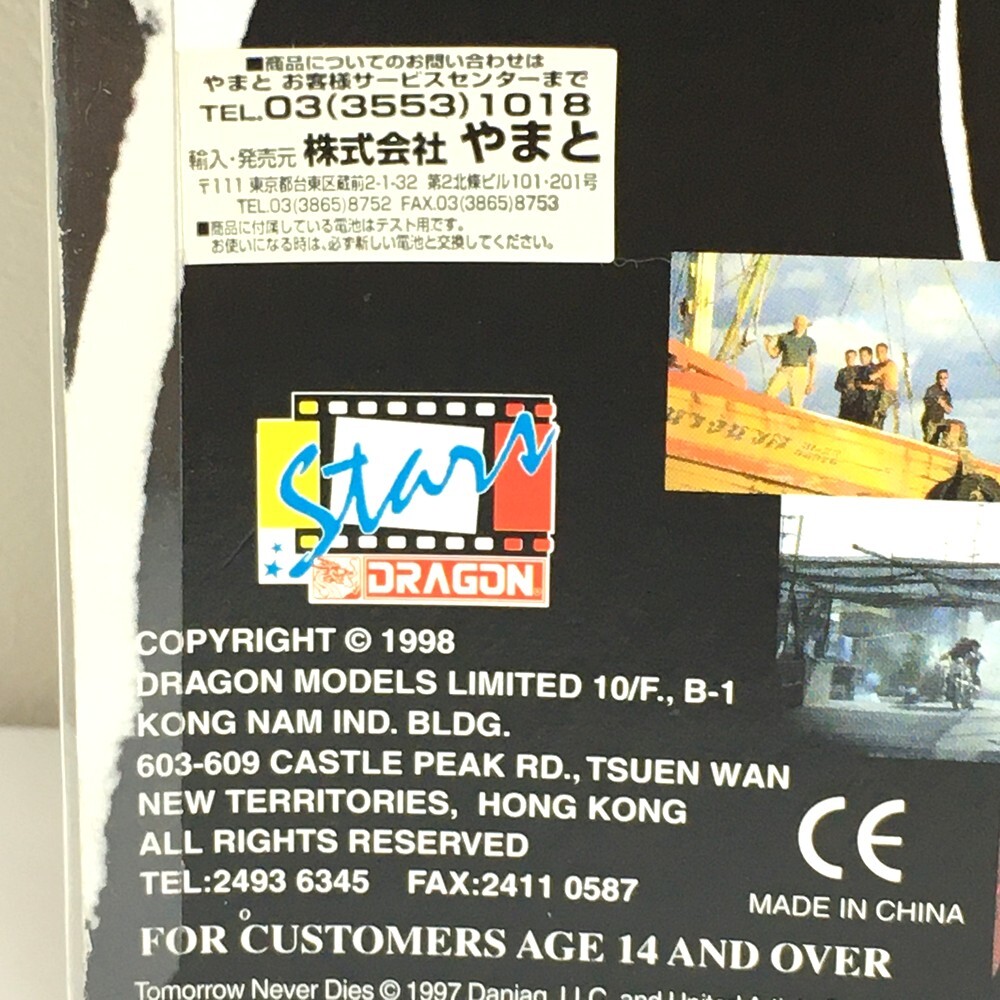 ■商品についてのお問い合わせは
やまと お客様サービスセンターまで
TEL.03(3553)1018
輸入・発売元 株式会社 やまと
〒111 東京都台東区蔵前2-1-32 第2北條ビル101・201号
TEL.03(3865)8752 FAX.03(3865)8753
■商品に付属している電池はテスト用です。
お使いになる時は、必ず新しい電池と交換してください。
Stars
DRAGON
COPYRIGHT © 1998
DRAGON MODELS LIMITED 10/F., B-1
KONG NAM IND. BLDG.
603-609 CASTLE PEAK RD., TSUEN WAN
NEW TERRITORIES, HONG KONG
ALL RIGHTS RESERVED
TEL:2493 6345 FAX:2411 0587
CE
MADE IN CHINA
FOR CUSTOMERS AGE 14 AND OVER
Tomorrow Never Dies © 1997 Danjaq, LLC. and United